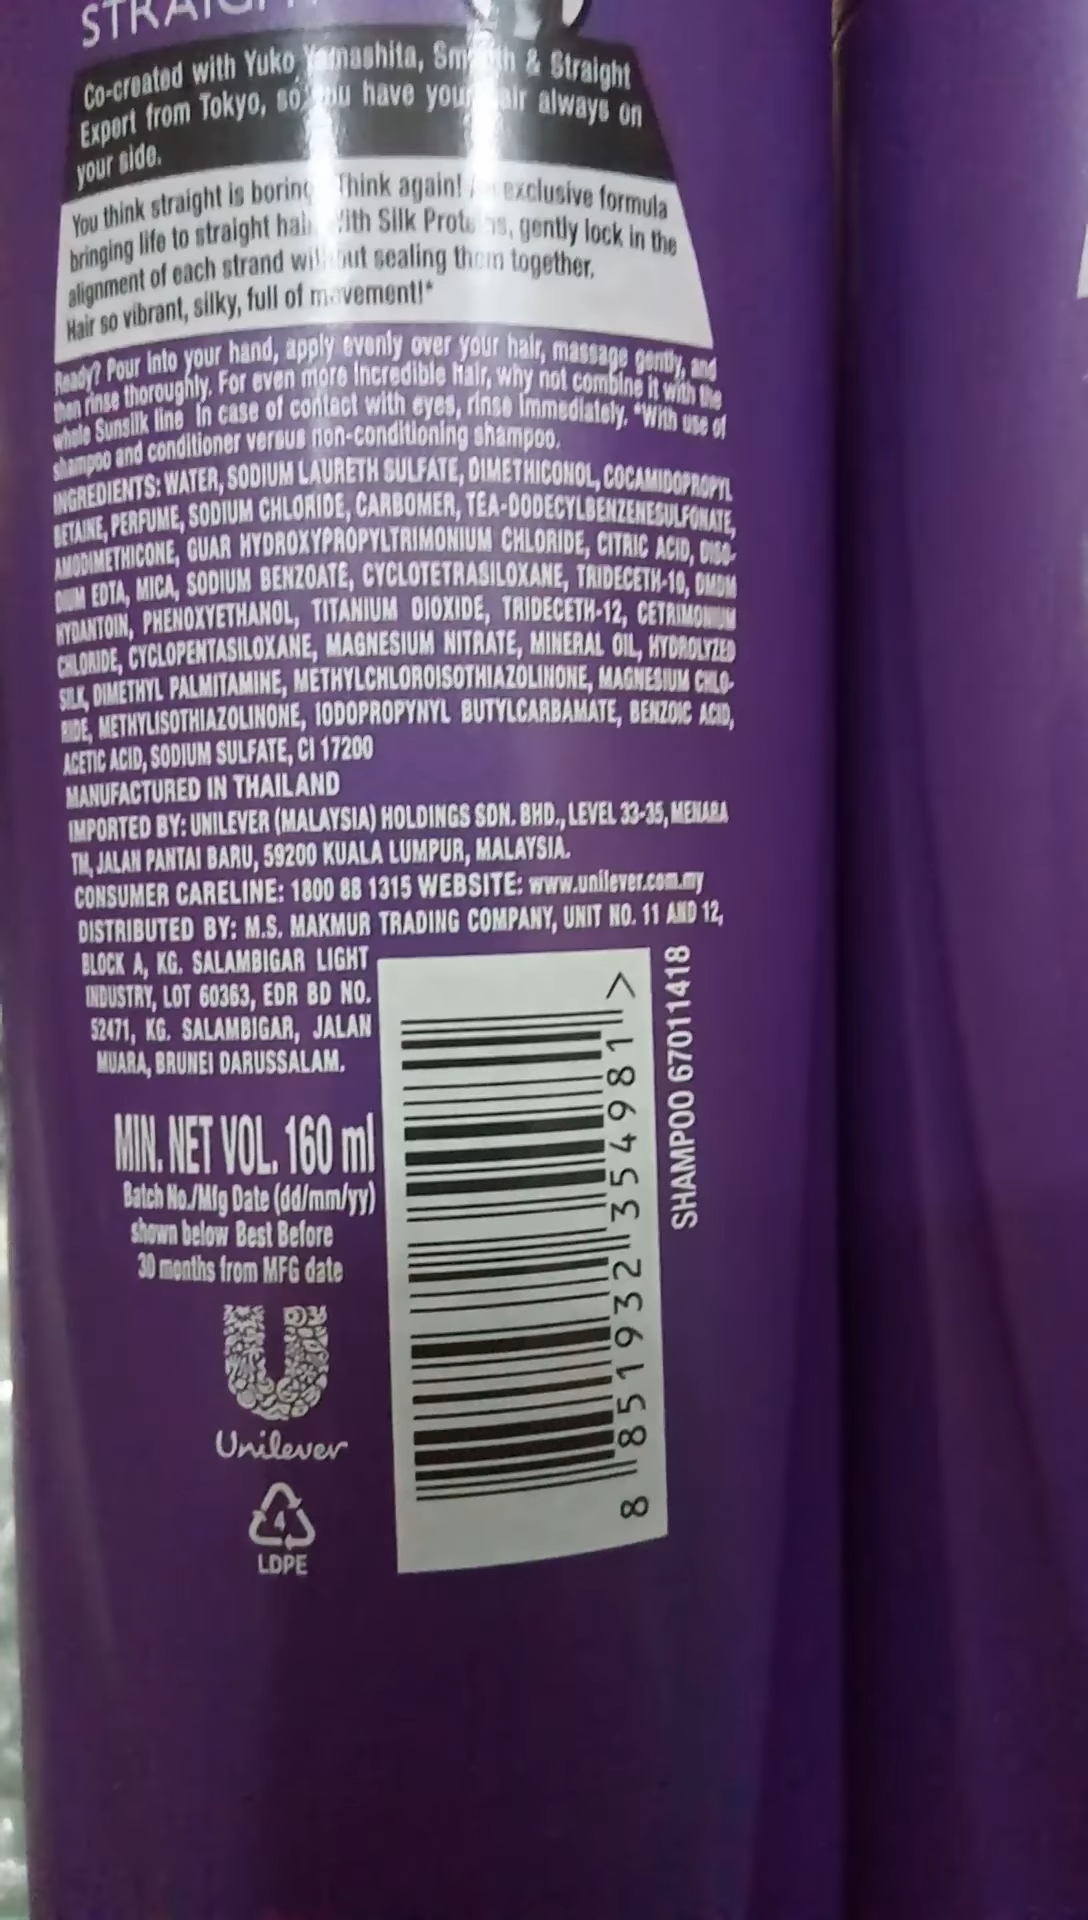 STRAIG
Co-created with Yuko Yamashita, Smooth & Straight
Expert from Tokyo, so you have your hair always on
your side.
You think straight is boring Think again! exclusive formula
bringing life to straight hair With Silk Proteins, gently lock in the
alignment of each strand without sealing them together.
Hair so vibrant, silky, full of movement!*
Ready? Pour into your hand, apply evenly over your hair, massage gently, and
then rinse thoroughly. For even more Incredible Hair, why not combine it with the
whole Sunsilk line In case of contact with eyes, rinse immediately. *With use of
shampoo and conditioner versus non-conditioning shampoo.
INGREDIENTS: WATER, SODIUM LAURETH SULFATE, DIMETHICONOL, COCAMIDOPROPYL
BETAINE, PERFUME, SODIUM CHLORIDE, CARBOMER, TEA-DODECYLBENZENESULFONATE,
AMODIMETHICONE, GUAR HYDROXYPROPYLTRIMONIUM CHLORIDE, CITRIC ACID, DISO-
DIUM EDTA, MICA, SODIUM BENZOATE, CYCLOTETRASILOXANE, TRIDECETH-10, DMDM
HYDANTOIN, PHENOXYETHANOL, TITANIUM DIOXIDE, TRIDECETH-12, CETRIMONIUM
CHLORIDE, CYCLOPENTASILOXANE, MAGNESIUM NITRATE, MINERAL OIL, HYDROLYZED
SILK, DIMETHYL PALMITAMINE, METHYLCHLOROISOTHIAZOLINONE, MAGNESIUM CHLO-
RIDE, METHYLISOTHIAZOLINONE, IODOPROPYNYL BUTYLCARBAMATE, BENZOIC ACID,
ACETIC ACID, SODIUM SULFATE, CI 17200
MANUFACTURED IN THAILAND
IMPORTED BY: UNILEVER (MALAYSIA) HOLDINGS SDN. BHD., LEVEL 33-35, MENARA
TM, JALAN PANTAI BARU, 59200 KUALA LUMPUR, MALAYSIA.
CONSUMER CARELINE: 1800 88 1315 WEBSITE: www.unilever.com.my
DISTRIBUTED BY: M.S. MAKMUR TRADING COMPANY, UNIT NO. 11 AND 12,
BLOCK A, KG. SALAMBIGAR LIGHT
INDUSTRY, LOT 60363, EDR BD NO.
52471, KG. SALAMBIGAR, JALAN
MUARA, BRUNEI DARUSSALAM.
MIN. NET VOL. 160 ml
Batch No./Mfg Date (dd/mm/yy)
shown below Best Before
30 months from MFG date
Unilever
4
LDPE
8 851932 354981 >
SHAMPOO 67011418